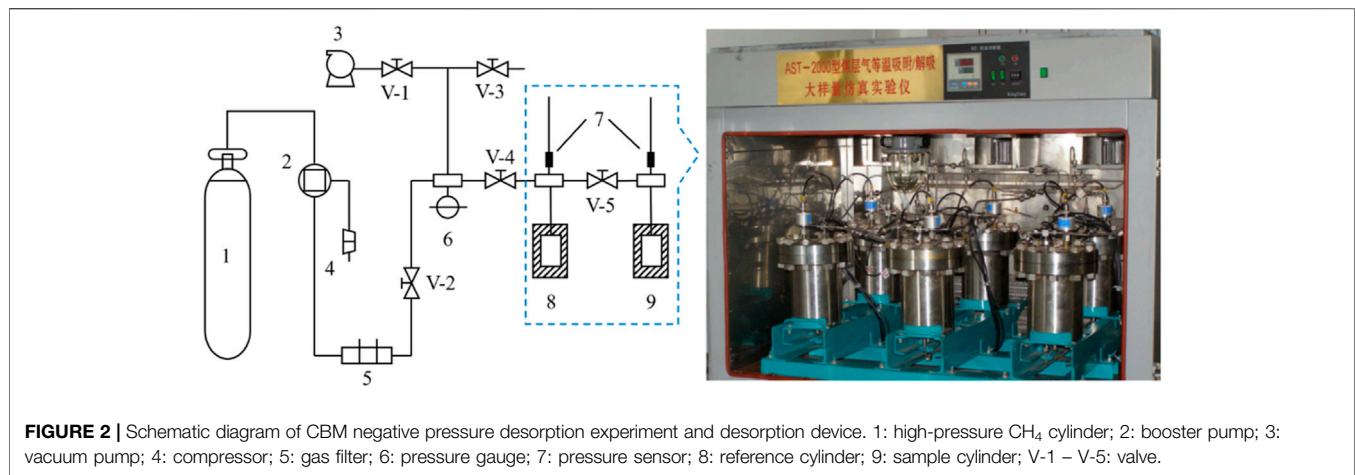 3
V-1
V-3
7
2
V-4
V-5
6
4
1
V-2
8
9
5
AST-2000型煤层气等温吸附/解吸
大样量仿真实验仪
FIGURE 2 | Schematic diagram of CBM negative pressure desorption experiment and desorption device. 1: high-pressure CH₄ cylinder; 2: booster pump; 3:
vacuum pump; 4: compressor; 5: gas filter; 6: pressure gauge; 7: pressure sensor; 8: reference cylinder; 9: sample cylinder; V-1 – V-5: valve.